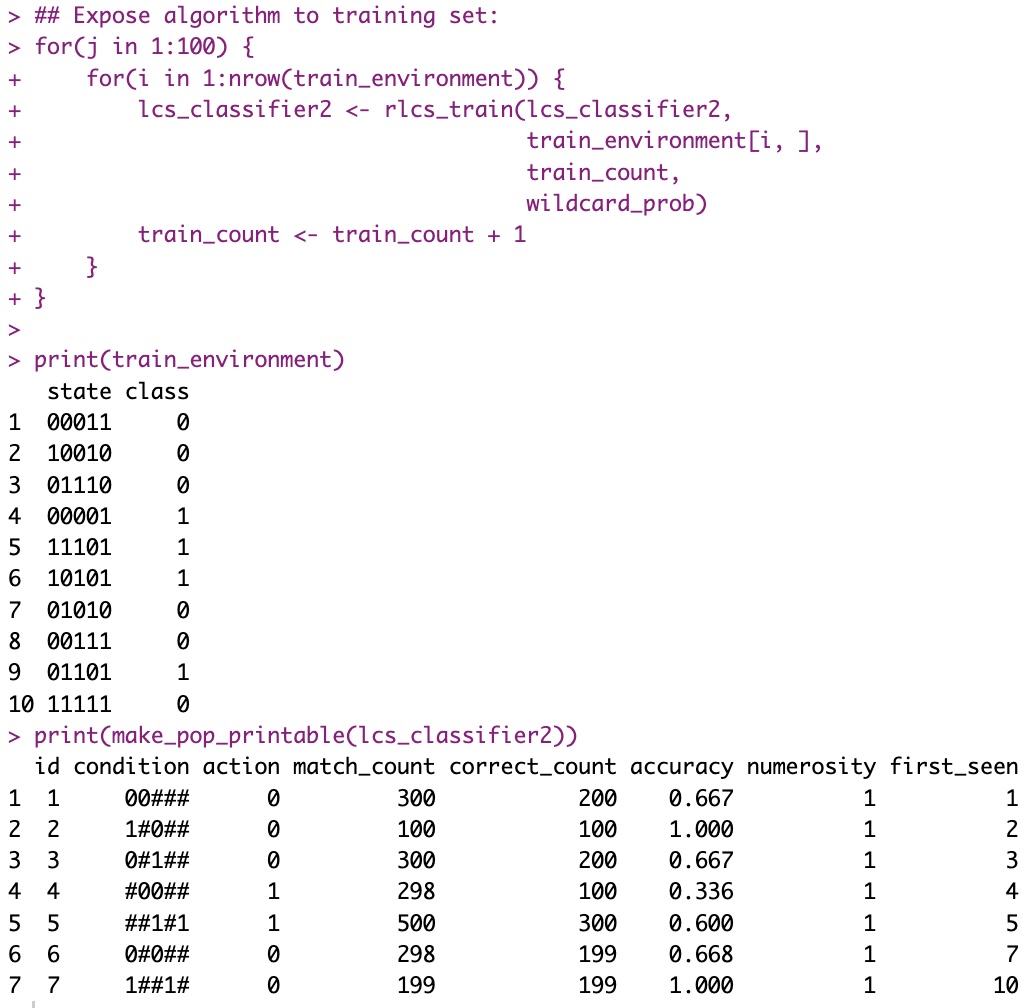 > ## Expose algorithm to training set:
> for(j in 1:100) {
+     for(i in 1:nrow(train_environment)) {
+         lcs_classifier2 <- rlcs_train(lcs_classifier2,
+                                       train_environment[i, ],
+                                       train_count,
+                                       wildcard_prob)
+         train_count <- train_count + 1
+     }
+ }
>
> print(train_environment)
   state class
1  00011     0
2  10010     0
3  01110     0
4  00001     1
5  11101     1
6  10101     1
7  01010     0
8  00111     0
9  01101     1
10 11111     0
> print(make_pop_printable(lcs_classifier2))
  id condition action match_count correct_count accuracy numerosity first_seen
1  1     00###      0         300           200    0.667          1          1
2  2     1#0##      0         100           100    1.000          1          2
3  3     0#1##      0         300           200    0.667          1          3
4  4     #00##      1         298           100    0.336          1          4
5  5     ##1#1      1         500           300    0.600          1          5
6  6     0#0##      0         298           199    0.668          1          7
7  7     1##1#      0         199           199    1.000          1         10